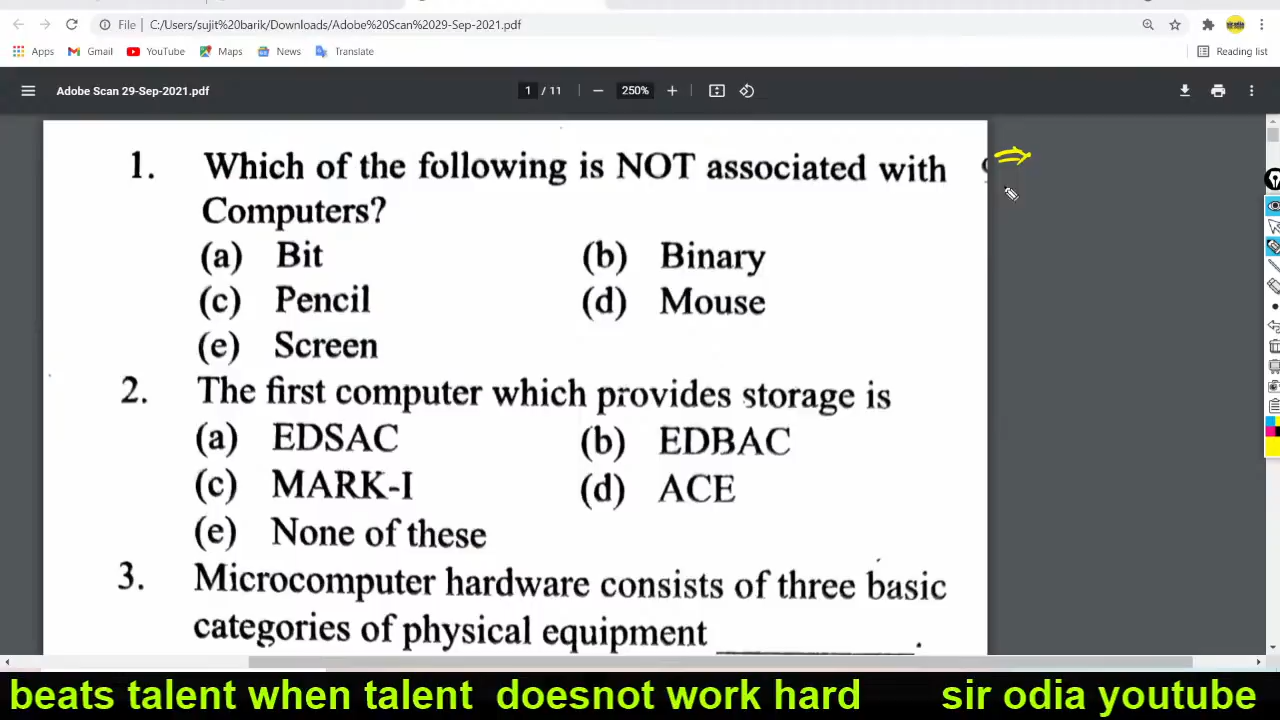 File | C:/Users/sujit%20barik/Downloads/Adobe%20Scan%2029-Sep-2021.pdf
Apps Gmail YouTube Maps News Translate Reading list
Adobe Scan 29-Sep-2021.pdf 1 / 11 250%
1. Which of the following is NOT associated with
Computers?
(a) Bit (b) Binary
(c) Pencil (d) Mouse
(e) Screen
2. The first computer which provides storage is
(a) EDSAC (b) EDBAC
(c) MARK-I (d) ACE
(e) None of these
3. Microcomputer hardware consists of three basic
categories of physical equipment ____________.
beats talent when talent doesnot work hard sir odia youtube